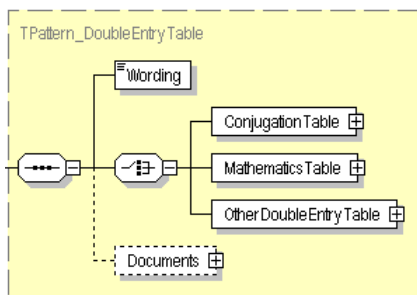 TPattern_DoubleEntryTable
Wording
ConjugationTable
MathematicsTable
OtherDoubleEntryTable
Documents